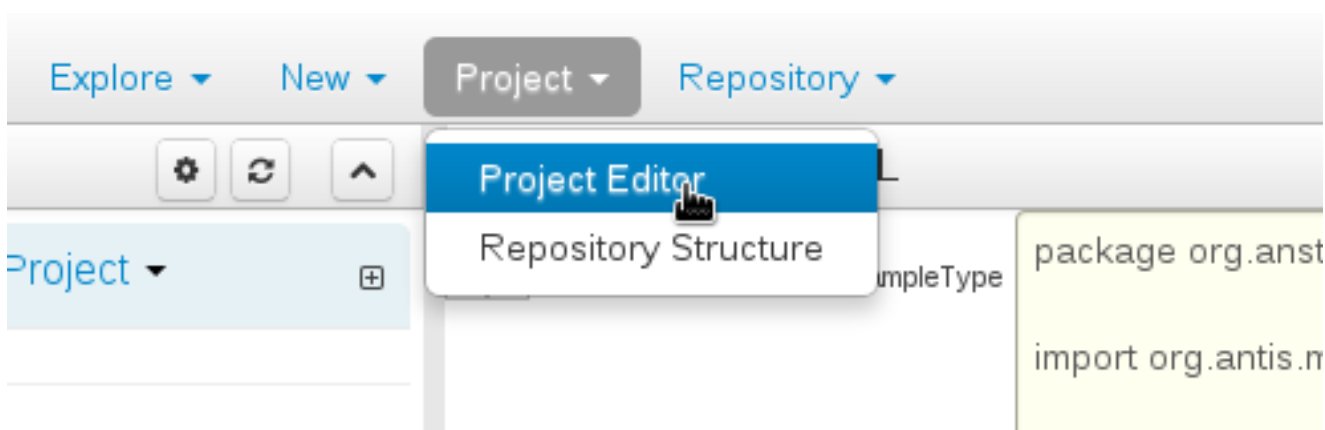 Explore New Project Repository
Project Editor
Repository Structure
Project
package org.anst
import org.antis.m